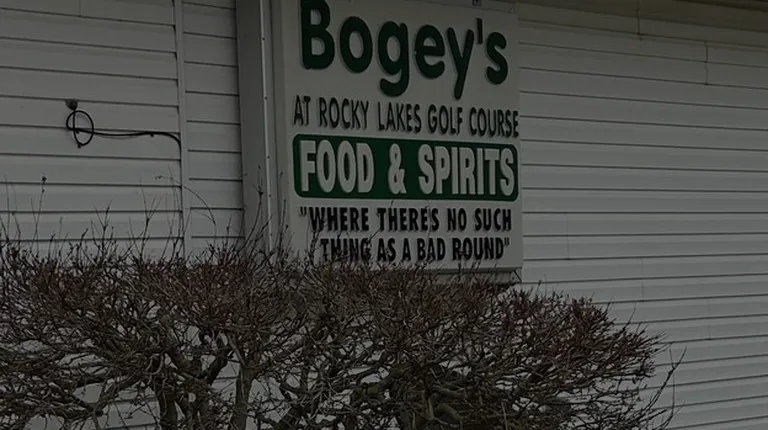 Bogey's
AT ROCKY LAKES GOLF COURSE
FOOD & SPIRITS
"WHERE THERE'S NO SUCH
THING AS A BAD ROUND"